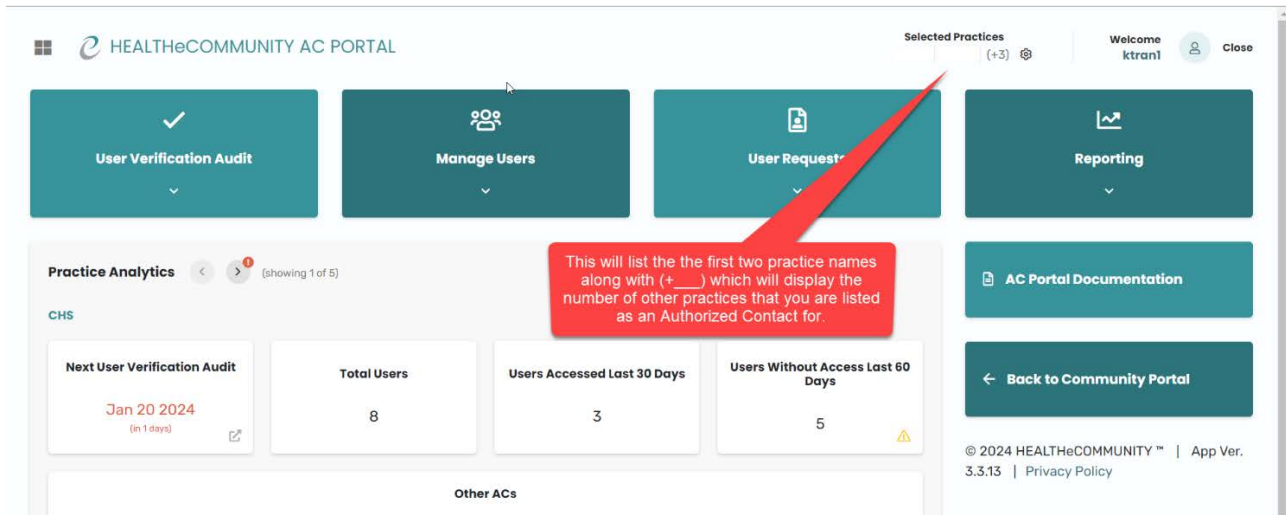 HEALTHeCOMMUNITY AC PORTAL
Selected Practices
(+3)
Welcome
ktran1
Close
User Verification Audit
Manage Users
User Requests
Reporting
This will list the the first two practice names
along with (+___) which will display the
number of other practices that you are listed
as an Authorized Contact for.
Practice Analytics
(showing 1 of 5)
CHS
Next User Verification Audit
Jan 20 2024
(in 1 days)
Total Users
8
Users Accessed Last 30 Days
3
Users Without Access Last 60
Days
5
Other ACs
AC Portal Documentation
Back to Community Portal
© 2024 HEALTHeCOMMUNITY ™ | App Ver.
3.3.13 | Privacy Policy